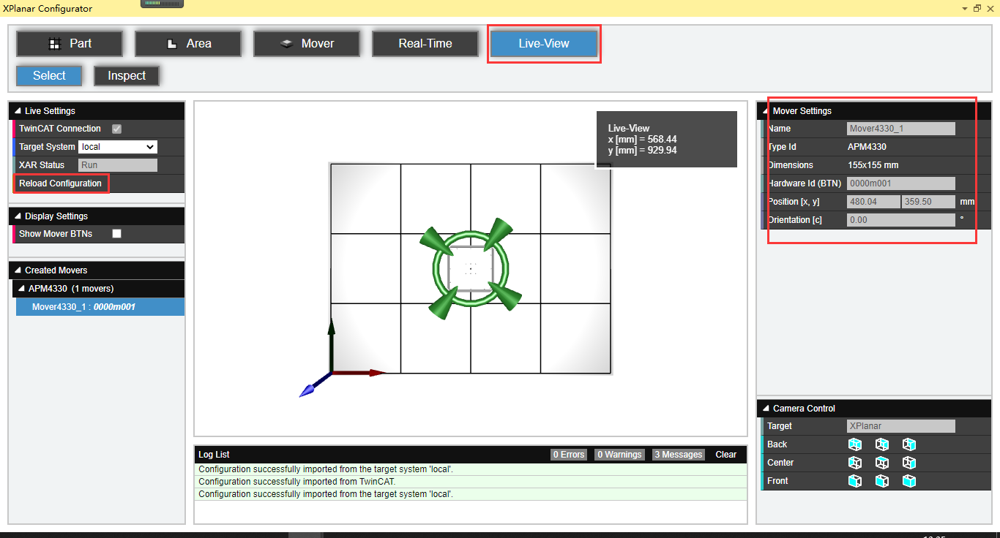 XPlanar Configurator
Part
Area
Mover
Real-Time
Live-View
Select
Inspect
Live Settings
TwinCAT Connection
Target System local
XAR Status Run
Reload Configuration
Display Settings
Show Mover BTNs
Created Movers
APM4330 (1 movers)
Mover4330_1 : 0000m001
Live-View
x [mm] = 568.44
y [mm] = 929.94
Log List 0 Errors 0 Warnings 3 Messages Clear
Configuration successfully imported from the target system 'local'.
Configuration successfully imported from TwinCAT.
Configuration successfully imported from the target system 'local'.
Mover Settings
Name Mover4330_1
Type Id APM4330
Dimensions 155x155 mm
Hardware Id (BTN) 0000m001
Position [x, y] 480.04 359.50 mm
Orientation [c] 0.00 °
Camera Control
Target XPlanar
Back
Center
Front